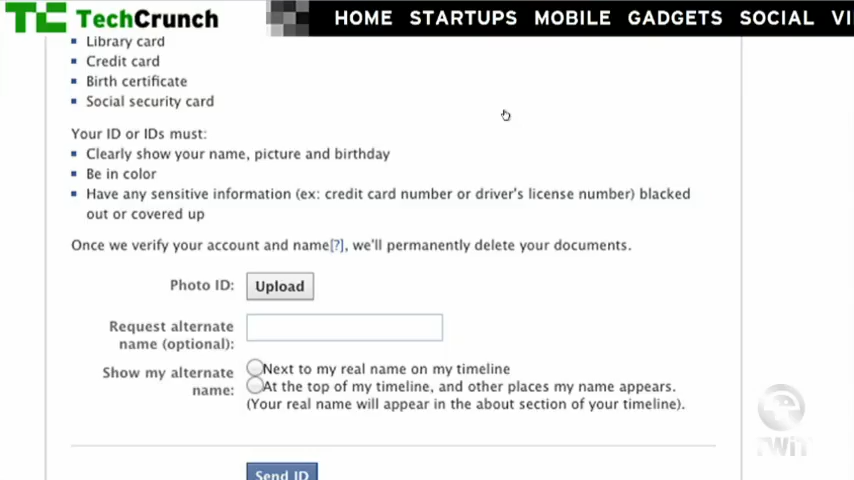 TechCrunch
HOME STARTUPS MOBILE GADGETS SOCIAL VI
Library card
Credit card
Birth certificate
Social security card
Your ID or IDs must:
Clearly show your name, picture and birthday
Be in color
Have any sensitive information (ex: credit card number or driver's license number) blacked
out or covered up
Once we verify your account and name[?], we'll permanently delete your documents.
Photo ID: Upload
Request alternate
name (optional):
Show my alternate
name:
Next to my real name on my timeline
At the top of my timeline, and other places my name appears.
(Your real name will appear in the about section of your timeline).
Send ID
TWiT